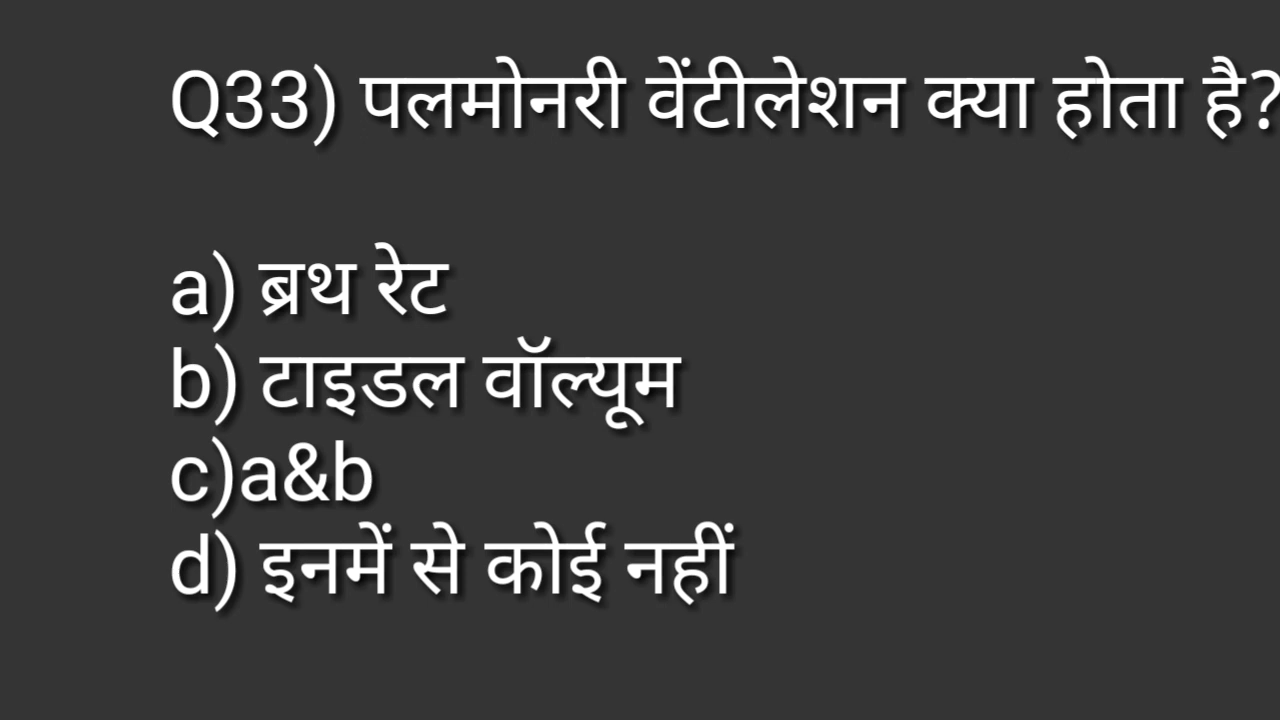 Q33) पलमोनरी वेंटीलेशन क्या होता है?
a) ब्रथ रेट
b) टाइडल वॉल्यूम
c)a&b
d) इनमें से कोई नहीं